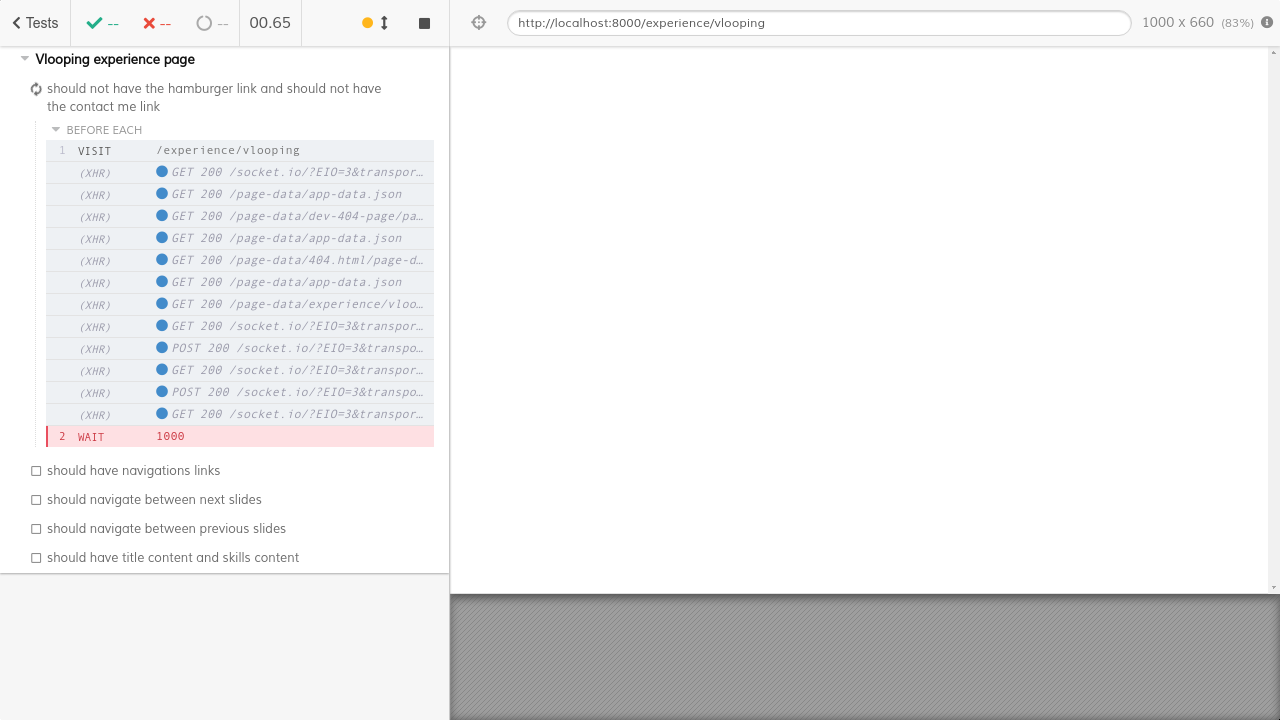 Tests -- -- -- 00.65
http://localhost:8000/experience/vlooping 1000 x 660 (83%)
Vlooping experience page
should not have the hamburger link and should not have
the contact me link
BEFORE EACH
1 VISIT /experience/vlooping
(XHR) GET 200 /socket.io/?EIO=3&transpor…
(XHR) GET 200 /page-data/app-data.json
(XHR) GET 200 /page-data/dev-404-page/pa…
(XHR) GET 200 /page-data/app-data.json
(XHR) GET 200 /page-data/404.html/page-d…
(XHR) GET 200 /page-data/app-data.json
(XHR) GET 200 /page-data/experience/vloo…
(XHR) GET 200 /socket.io/?EIO=3&transpor…
(XHR) POST 200 /socket.io/?EIO=3&transpo…
(XHR) GET 200 /socket.io/?EIO=3&transpor…
(XHR) POST 200 /socket.io/?EIO=3&transpo…
(XHR) GET 200 /socket.io/?EIO=3&transpor…
2 WAIT 1000
should have navigations links
should navigate between next slides
should navigate between previous slides
should have title content and skills content